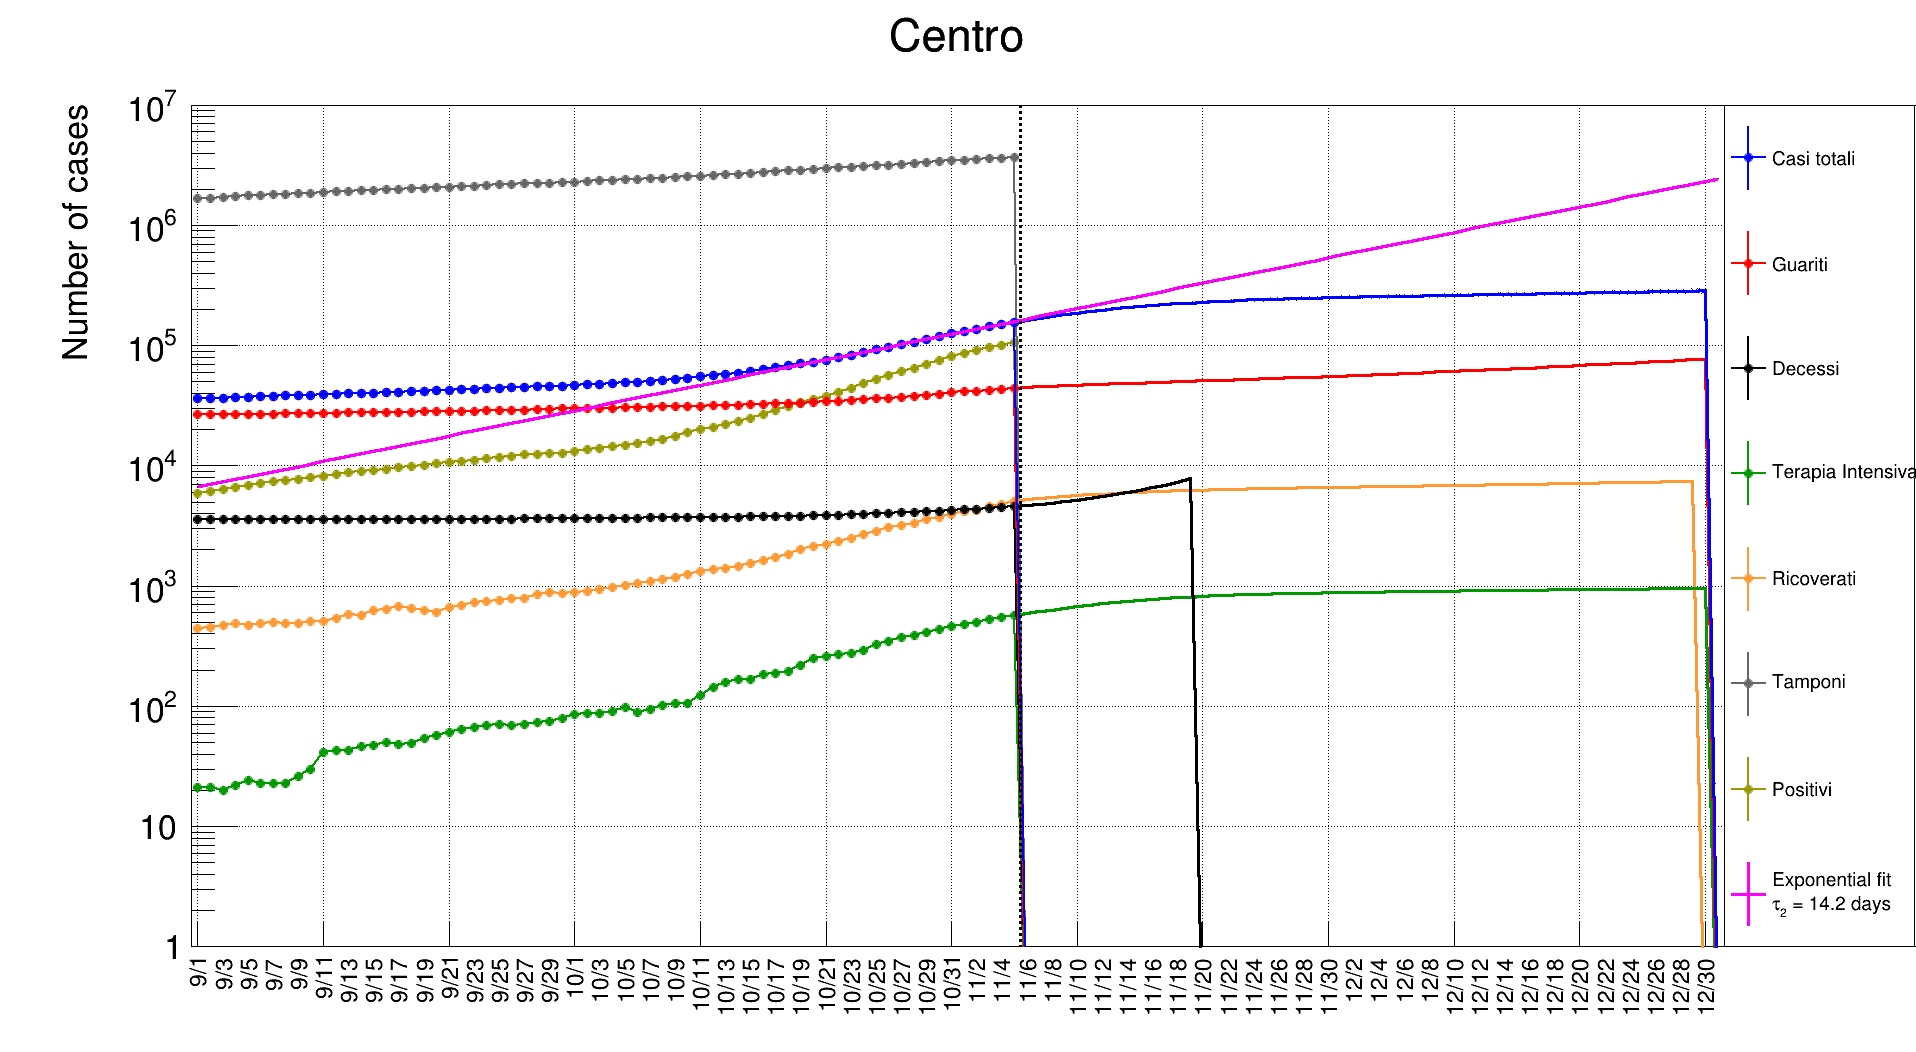 Centro
Number of cases
10^7
10^6
10^5
10^4
10^3
10^2
10
1
9/1 9/3 9/5 9/7 9/9 9/11 9/13 9/15 9/17 9/19 9/21 9/23 9/25 9/27 9/29 10/1 10/3 10/5 10/7 10/9 10/11 10/13 10/15 10/17 10/19 10/21 10/23 10/25 10/27 10/29 10/31 11/2 11/4 11/6 11/8 11/10 11/12 11/14 11/16 11/18 11/20 11/22 11/24 11/26 11/28 11/30 12/2 12/4 12/6 12/8 12/10 12/12 12/14 12/16 12/18 12/20 12/22 12/24 12/26 12/28 12/30
Casi totali
Guariti
Decessi
Terapia Intensiva
Ricoverati
Tamponi
Positivi
Exponential fit
τ₂ = 14.2 days